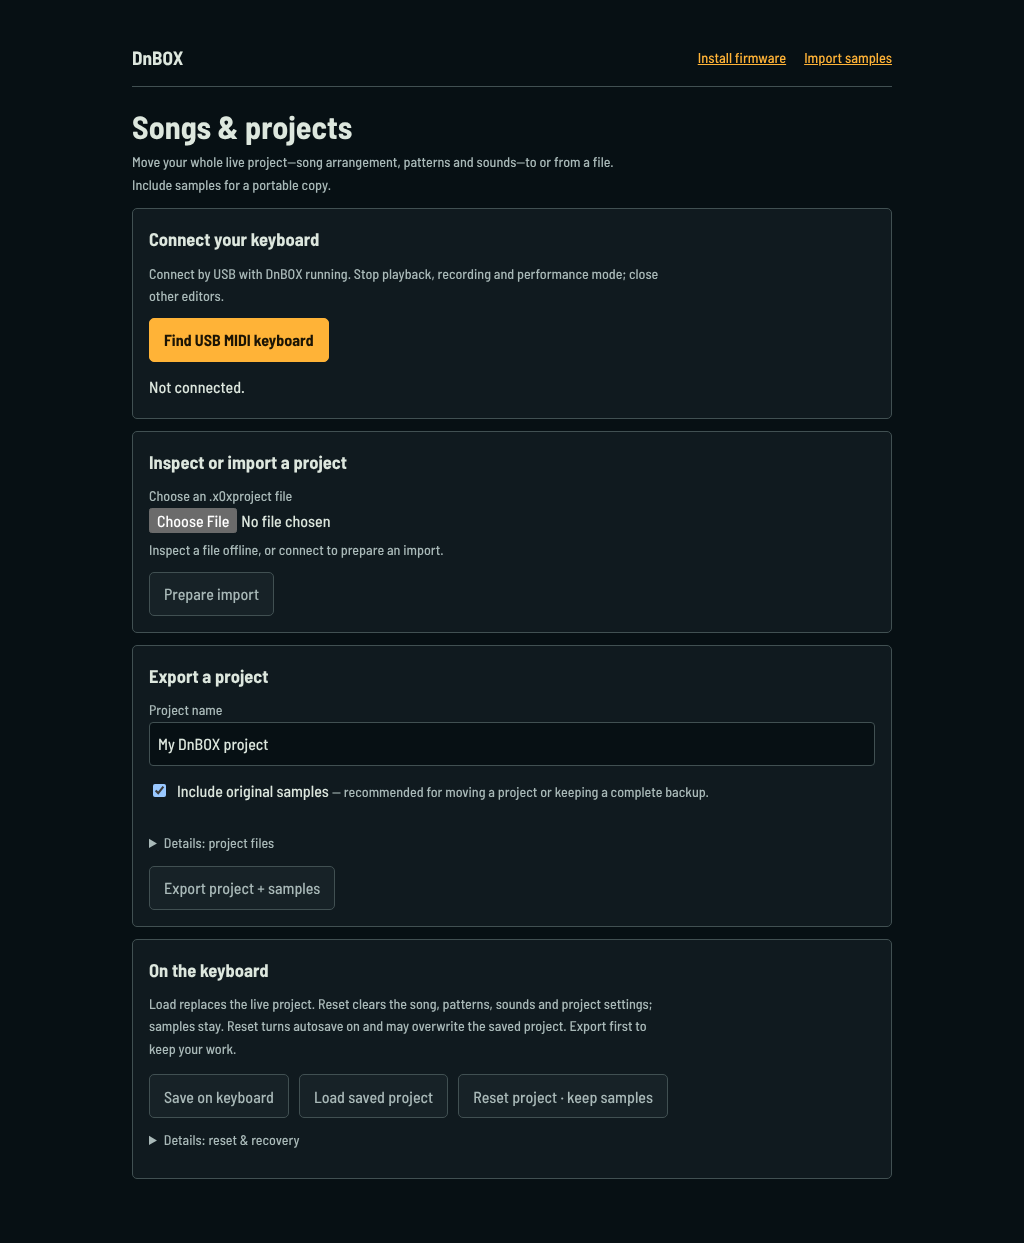 DnBOX
Install firmware Import samples
Songs & projects
Move your whole live project—song arrangement, patterns and sounds—to or from a file.
Include samples for a portable copy.
Connect your keyboard
Connect by USB with DnBOX running. Stop playback, recording and performance mode; close
other editors.
Find USB MIDI keyboard
Not connected.
Inspect or import a project
Choose an .x0xproject file
Choose File No file chosen
Inspect a file offline, or connect to prepare an import.
Prepare import
Export a project
Project name
My DnBOX project
Include original samples — recommended for moving a project or keeping a complete backup.
Details: project files
Export project + samples
On the keyboard
Load replaces the live project. Reset clears the song, patterns, sounds and project settings;
samples stay. Reset turns autosave on and may overwrite the saved project. Export first to
keep your work.
Save on keyboard Load saved project Reset project · keep samples
Details: reset & recovery